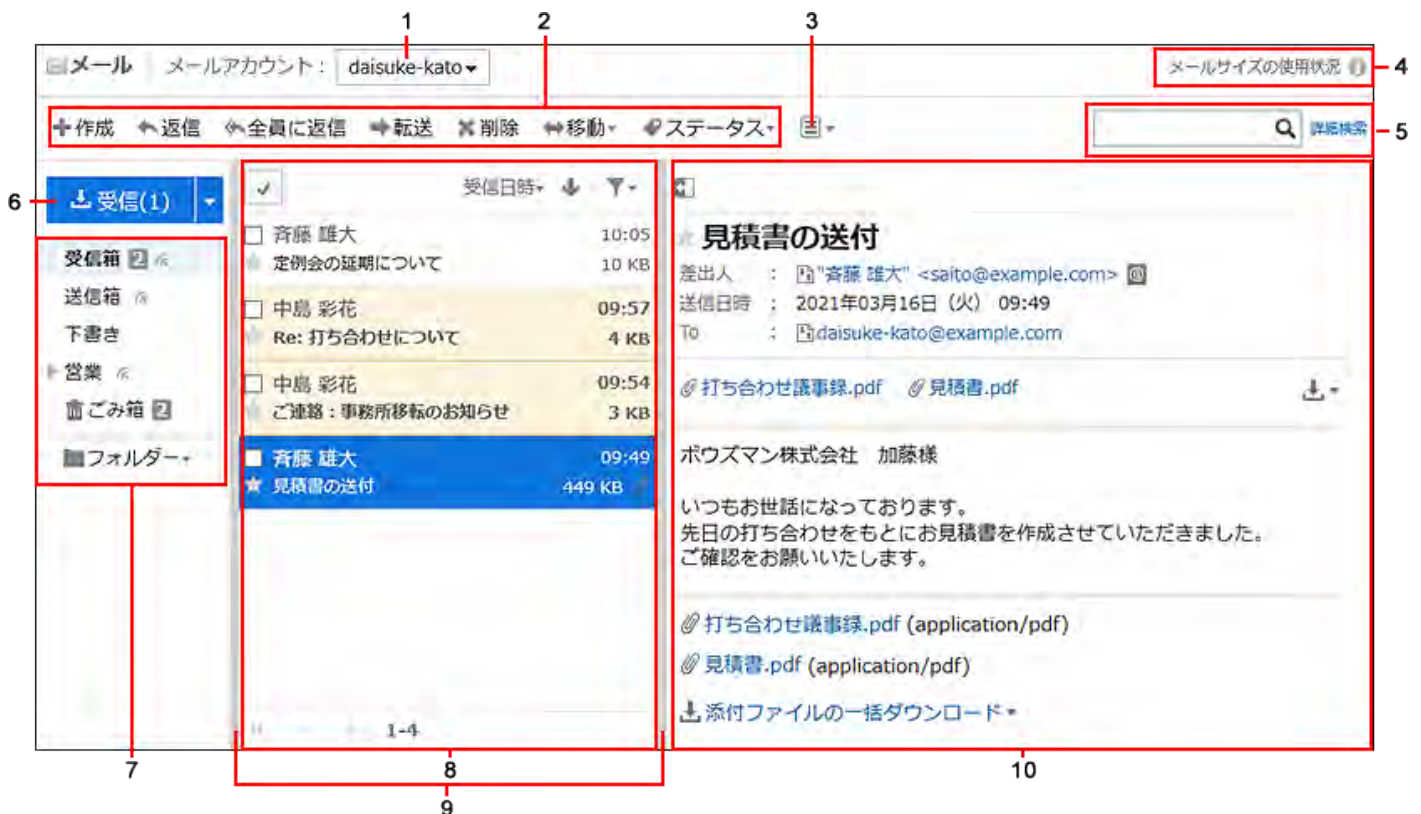 1 2 3
メール メールアカウント： daisuke-kato メールサイズの使用状況 4
作成 返信 全員に返信 転送 削除 移動 ステータス 詳細検索 5
6 受信(1)
受信箱 2
送信箱
下書き
営業
ごみ箱 2
フォルダー
7
受信日時
斉藤 雄大 10:05
定例会の延期について 10 KB
中島 彩花 09:57
Re: 打ち合わせについて 4 KB
中島 彩花 09:54
ご連絡：事務所移転のお知らせ 3 KB
斉藤 雄大 09:49
見積書の送付 449 KB
1-4
8
9
見積書の送付
差出人 ： "斉藤 雄大" <saito@example.com>
送信日時 ： 2021年03月16日（火） 09:49
To ： daisuke-kato@example.com
打ち合わせ議事録.pdf 見積書.pdf
ボウズマン株式会社 加藤様
いつもお世話になっております。
先日の打ち合わせをもとにお見積書を作成させていただきました。
ご確認をお願いいたします。
打ち合わせ議事録.pdf (application/pdf)
見積書.pdf (application/pdf)
添付ファイルの一括ダウンロード
10